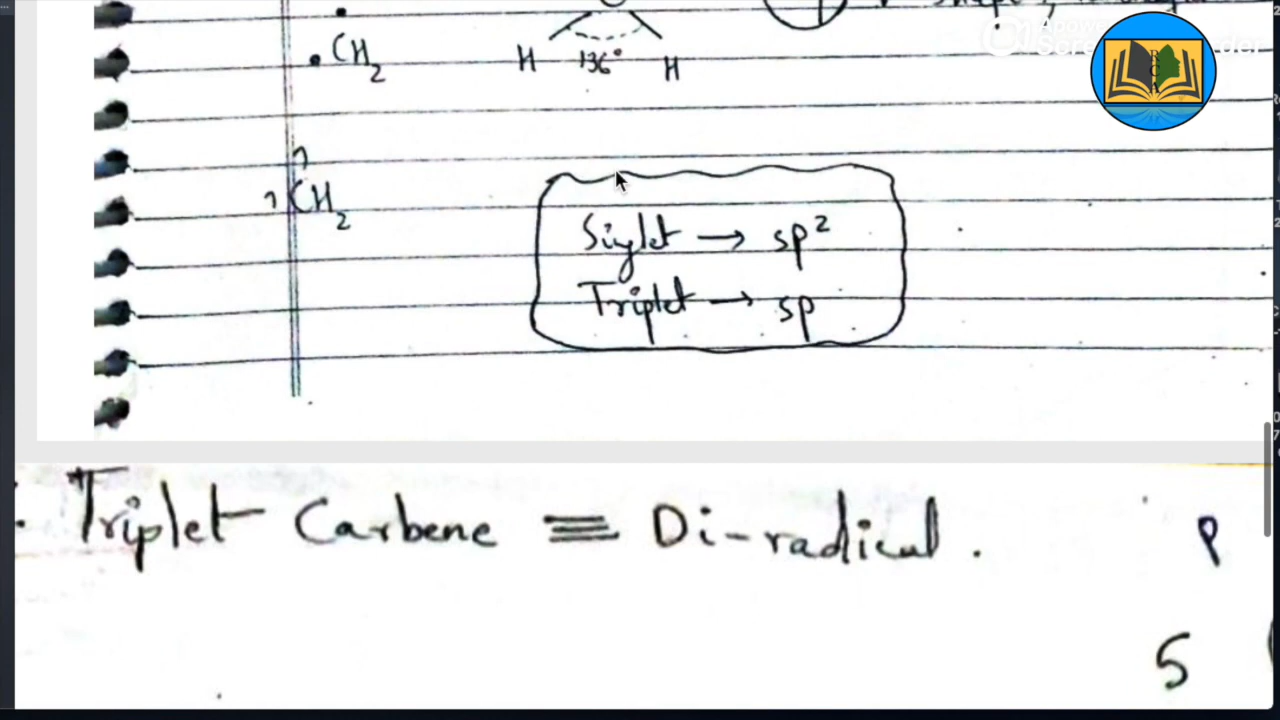 ·CH2
H 136° H
CH2
Singlet → sp²
Triplet → sp
Triplet Carbene ≡ Di-radical.
P
S